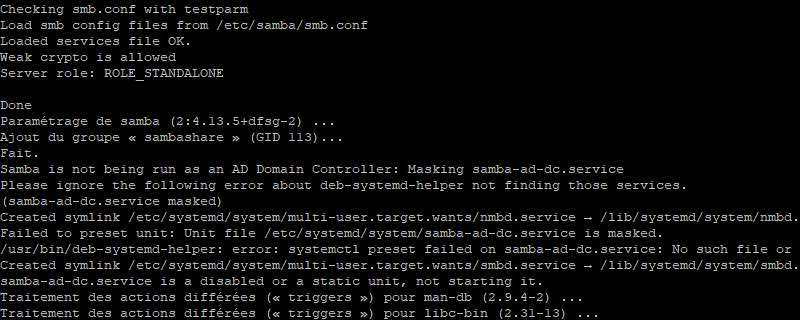 Checking smb.conf with testparm
Load smb config files from /etc/samba/smb.conf
Loaded services file OK.
Weak crypto is allowed
Server role: ROLE_STANDALONE
Done
Paramétrage de samba (2:4.13.5+dfsg-2) ...
Ajout du groupe « sambashare » (GID 113)...
Fait.
Samba is not being run as an AD Domain Controller: Masking samba-ad-dc.service
Please ignore the following error about deb-systemd-helper not finding those services.
(samba-ad-dc.service masked)
Created symlink /etc/systemd/system/multi-user.target.wants/nmbd.service → /lib/systemd/system/nmbd.
Failed to preset unit: Unit file /etc/systemd/system/samba-ad-dc.service is masked.
/usr/bin/deb-systemd-helper: error: systemctl preset failed on samba-ad-dc.service: No such file or
Created symlink /etc/systemd/system/multi-user.target.wants/smbd.service → /lib/systemd/system/smbd.
samba-ad-dc.service is a disabled or a static unit, not starting it.
Traitement des actions différées (« triggers ») pour man-db (2.9.4-2) ...
Traitement des actions différées (« triggers ») pour libc-bin (2.31-13) ...